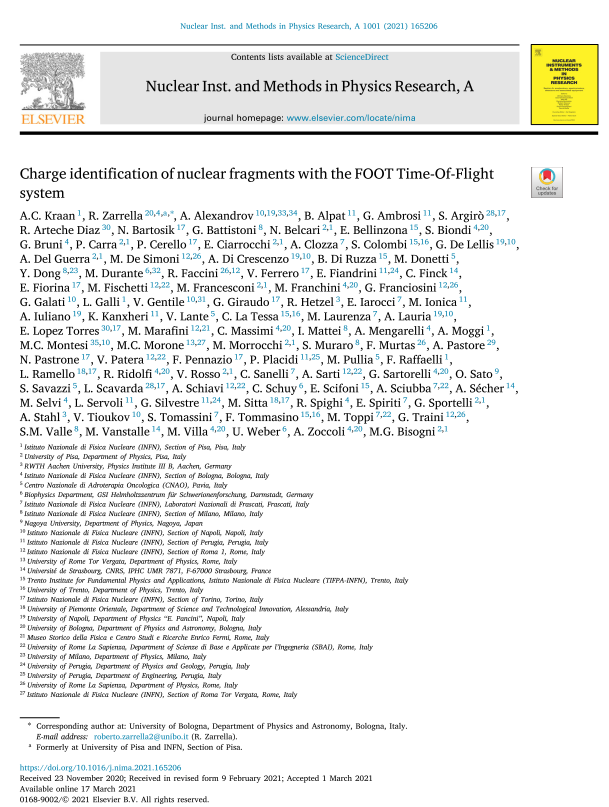 Nuclear Inst. and Methods in Physics Research, A 1001 (2021) 165206
Contents lists available at ScienceDirect
Nuclear Inst. and Methods in Physics Research, A
journal homepage: www.elsevier.com/locate/nima
ELSEVIER
NUCLEAR
INSTRUMENTS
& METHODS
IN
PHYSICS
RESEARCH
Charge identification of nuclear fragments with the FOOT Time-Of-Flight
system
Check for
updates
A.C. Kraan 1, R. Zarrella 20,4,a,*, A. Alexandrov 10,19,33,34, B. Alpat 11, G. Ambrosi 11, S. Argirò 28,17,
R. Arteche Diaz 30, N. Bartosik 17, G. Battistoni 8, N. Belcari 2,1, E. Bellinzona 15, S. Biondi 4,20,
G. Bruni 4, P. Carra 2,1, P. Cerello 17, E. Ciarrocchi 2,1, A. Clozza 7, S. Colombi 15,16, G. De Lellis 19,10,
A. Del Guerra 2,1, M. De Simoni 12,26, A. Di Crescenzo 19,10, B. Di Ruzza 15, M. Donetti 5,
Y. Dong 8,23, M. Durante 6,32, R. Faccini 26,12, V. Ferrero 17, E. Fiandrini 11,24, C. Finck 14,
E. Fiorina 17, M. Fischetti 12,22, M. Francesconi 2,1, M. Franchini 4,20, G. Franciosini 12,26,
G. Galati 10, L. Galli 1, V. Gentile 10,31, G. Giraudo 17, R. Hetzel 3, E. Iarocci 7, M. Ionica 11,
A. Iuliano 19, K. Kanxheri 11, V. Lante 5, C. La Tessa 15,16, M. Laurenza 7, A. Lauria 19,10,
E. Lopez Torres 30,17, M. Marafini 12,21, C. Massimi 4,20, I. Mattei 8, A. Mengarelli 4, A. Moggi 1,
M.C. Montesi 35,10, M.C. Morone 13,27, M. Morrocchi 2,1, S. Muraro 8, F. Murtas 26, A. Pastore 29,
N. Pastrone 17, V. Patera 12,22, F. Pennazio 17, P. Placidi 11,25, M. Pullia 5, F. Raffaelli 1,
L. Ramello 18,17, R. Ridolfi 4,20, V. Rosso 2,1, C. Sanelli 7, A. Sarti 12,22, G. Sartorelli 4,20, O. Sato 9,
S. Savazzi 5, L. Scavarda 28,17, A. Schiavi 12,22, C. Schuy 6, E. Scifoni 15, A. Sciubba 7,22, A. Sécher 14,
M. Selvi 4, L. Servoli 11, G. Silvestre 11,24, M. Sitta 18,17, R. Spighi 4, E. Spiriti 7, G. Sportelli 2,1,
A. Stahl 3, V. Tioukov 10, S. Tomassini 7, F. Tommasino 15,16, M. Toppi 7,22, G. Traini 12,26,
S.M. Valle 8, M. Vanstalle 14, M. Villa 4,20, U. Weber 6, A. Zoccoli 4,20, M.G. Bisogni 2,1
1 Istituto Nazionale di Fisica Nucleare (INFN), Section of Pisa, Pisa, Italy
2 University of Pisa, Department of Physics, Pisa, Italy
3 RWTH Aachen University, Physics Institute III B, Aachen, Germany
4 Istituto Nazionale di Fisica Nucleare (INFN), Section of Bologna, Bologna, Italy
5 Centro Nazionale di Adroterapia Oncologica (CNAO), Pavia, Italy
6 Biophysics Department, GSI Helmholtzzentrum für Schwerionenforschung, Darmstadt, Germany
7 Istituto Nazionale di Fisica Nucleare (INFN), Laboratori Nazionali di Frascati, Frascati, Italy
8 Istituto Nazionale di Fisica Nucleare (INFN), Section of Milano, Milano, Italy
9 Nagoya University, Department of Physics, Nagoya, Japan
10 Istituto Nazionale di Fisica Nucleare (INFN), Section of Napoli, Napoli, Italy
11 Istituto Nazionale di Fisica Nucleare (INFN), Section of Perugia, Perugia, Italy
12 Istituto Nazionale di Fisica Nucleare (INFN), Section of Roma 1, Rome, Italy
13 University of Rome Tor Vergata, Department of Physics, Rome, Italy
14 Université de Strasbourg, CNRS, IPHC UMR 7871, F-67000 Strasbourg, France
15 Trento Institute for Fundamental Physics and Applications, Istituto Nazionale di Fisica Nucleare (TIFPA-INFN), Trento, Italy
16 University of Trento, Department of Physics, Trento, Italy
17 Istituto Nazionale di Fisica Nucleare (INFN), Section of Torino, Torino, Italy
18 University of Piemonte Orientale, Department of Science and Technological Innovation, Alessandria, Italy
19 University of Napoli, Department of Physics "E. Pancini", Napoli, Italy
20 University of Bologna, Department of Physics and Astronomy, Bologna, Italy
21 Museo Storico della Fisica e Centro Studi e Ricerche Enrico Fermi, Rome, Italy
22 University of Rome La Sapienza, Department of Scienze di Base e Applicate per l'Ingegneria (SBAI), Rome, Italy
23 University of Milano, Department of Physics, Milano, Italy
24 University of Perugia, Department of Physics and Geology, Perugia, Italy
25 University of Perugia, Department of Engineering, Perugia, Italy
26 University of Rome La Sapienza, Department of Physics, Rome, Italy
27 Istituto Nazionale di Fisica Nucleare (INFN), Section of Roma Tor Vergata, Rome, Italy
* Corresponding author at: University of Bologna, Department of Physics and Astronomy, Bologna, Italy.
E-mail address: roberto.zarrella2@unibo.it (R. Zarrella).
a Formerly at University of Pisa and INFN, Section of Pisa.
https://doi.org/10.1016/j.nima.2021.165206
Received 23 November 2020; Received in revised form 9 February 2021; Accepted 1 March 2021
Available online 17 March 2021
0168-9002/© 2021 Elsevier B.V. All rights reserved.